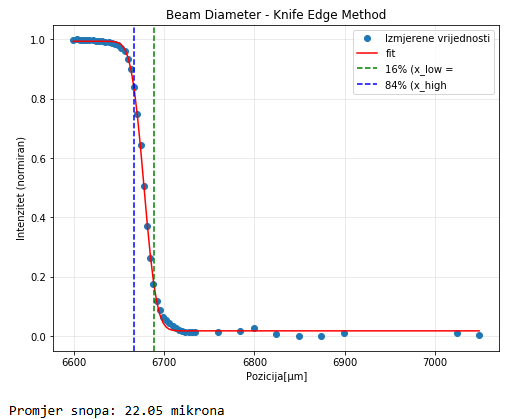 Beam Diameter - Knife Edge Method
Izmjerene vrijednosti
fit
16% (x_low =
84% (x_high
Intenzitet (normiran)
1.0
0.8
0.6
0.4
0.2
0.0
6600 6700 6800 6900 7000
Pozicija[μm]
Promjer snopa: 22.05 mikrona